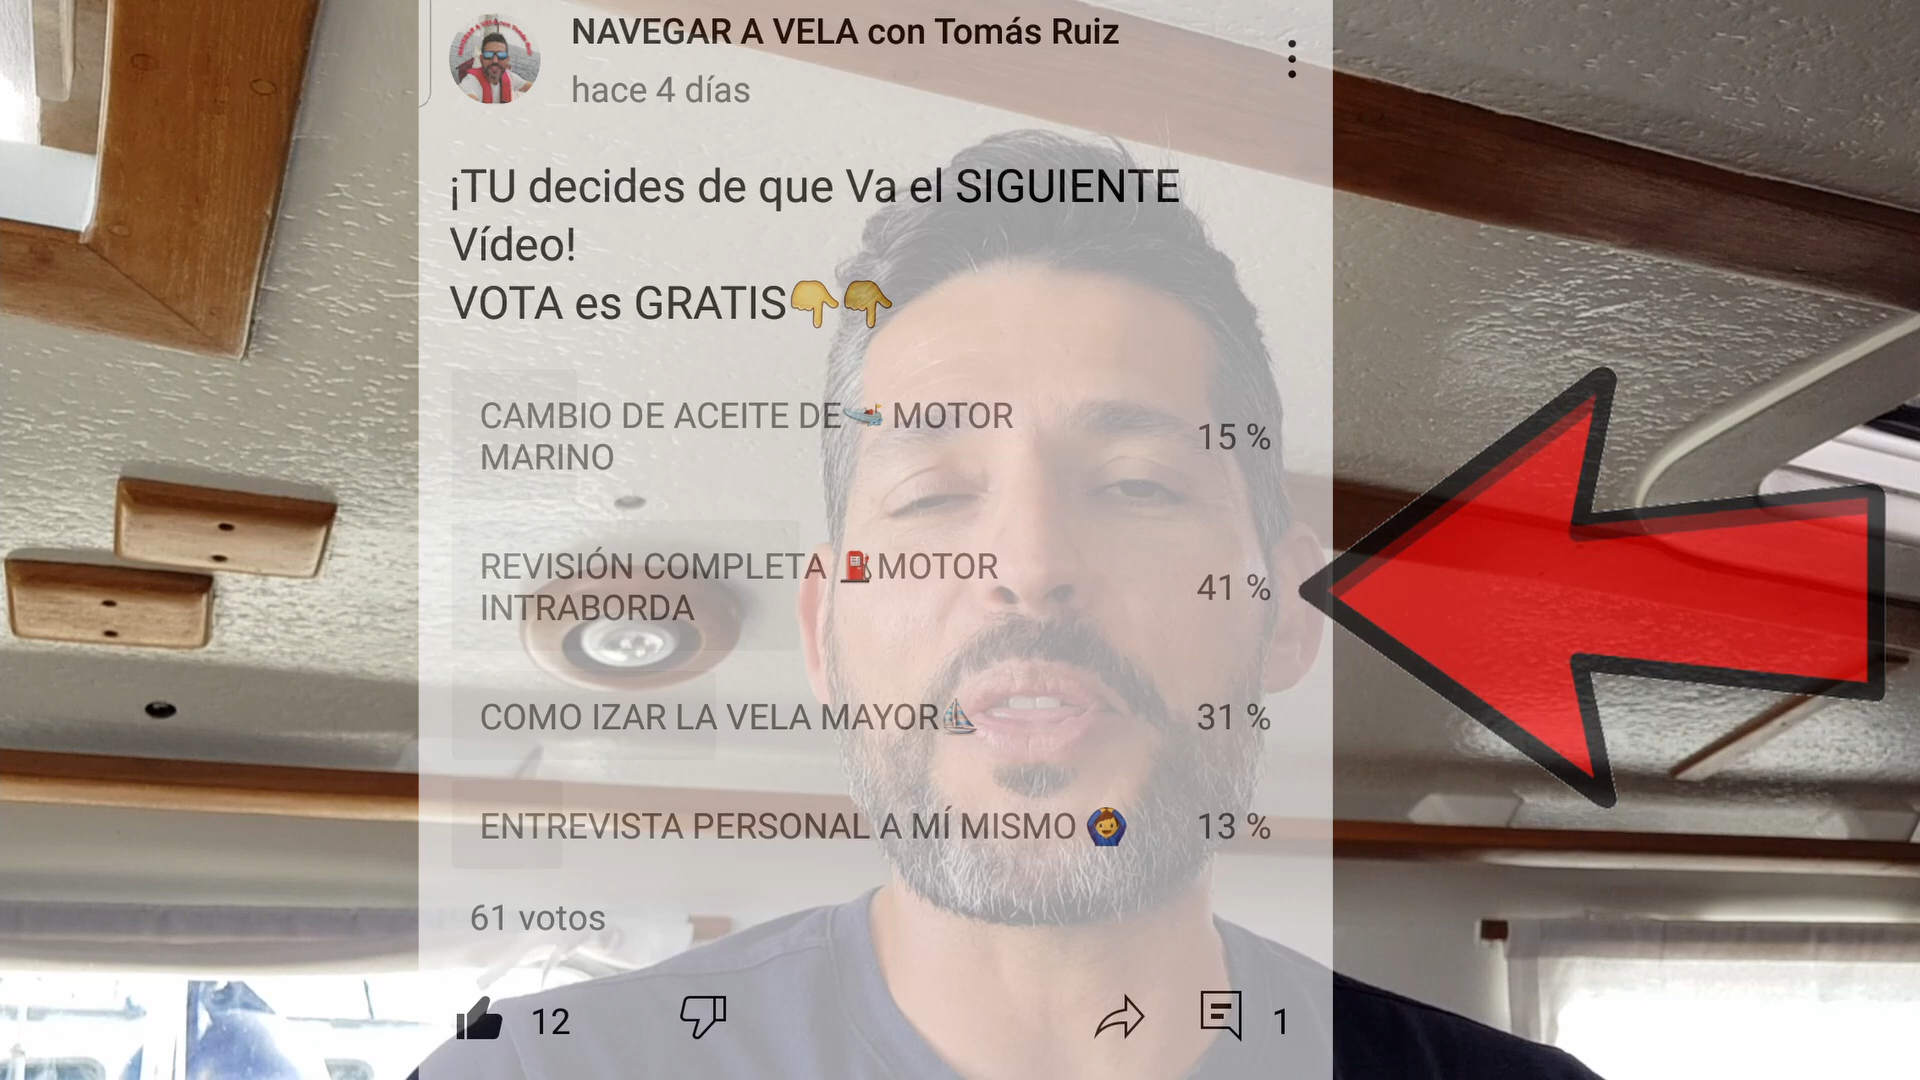 NAVEGAR A VELA con Tomás Ruiz
hace 4 días
¡TU decides de que Va el SIGUIENTE
Vídeo!
VOTA es GRATIS👇👇
CAMBIO DE ACEITE DE🚤 MOTOR
MARINO
15 %
REVISIÓN COMPLETA ⛽MOTOR
INTRABORDA
41 %
COMO IZAR LA VELA MAYOR⛵
31 %
ENTREVISTA PERSONAL A MÍ MISMO 🙆‍♂️
13 %
61 votos
12
1